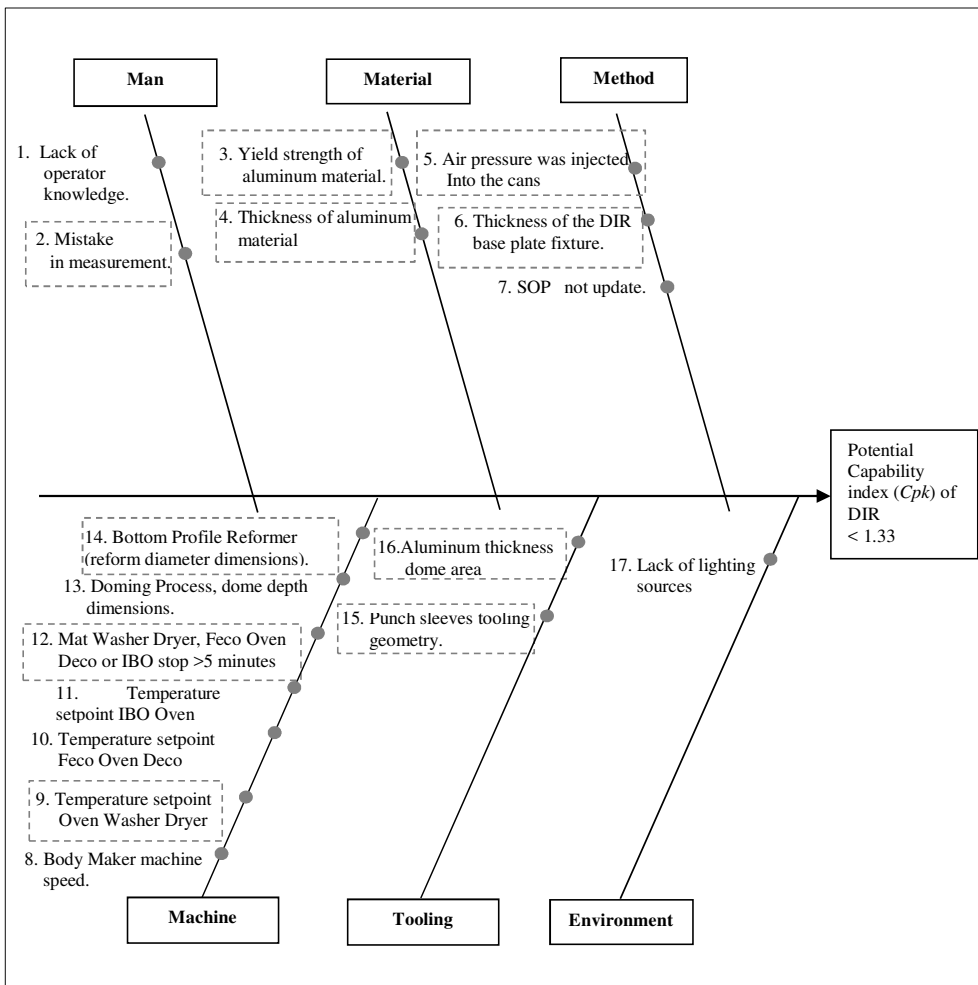 Man
Material
Method
1. Lack of
operator
knowledge.
2. Mistake
in measurement.
3. Yield strength of
aluminum material.
4. Thickness of aluminum
material
5. Air pressure was injected
Into the cans
6. Thickness of the DIR
base plate fixture.
7. SOP not update.
Potential
Capability
index (Cpk) of
DIR
< 1.33
14. Bottom Profile Reformer
(reform diameter dimensions).
13. Doming Process, dome depth
dimensions.
12. Mat Washer Dryer, Feco Oven
Deco or IBO stop >5 minutes
11. Temperature
setpoint IBO Oven
10. Temperature setpoint
Feco Oven Deco
9. Temperature setpoint
Oven Washer Dryer
8. Body Maker machine
speed.
16.Aluminum thickness
dome area
15. Punch sleeves tooling
geometry.
17. Lack of lighting
sources
Machine
Tooling
Environment